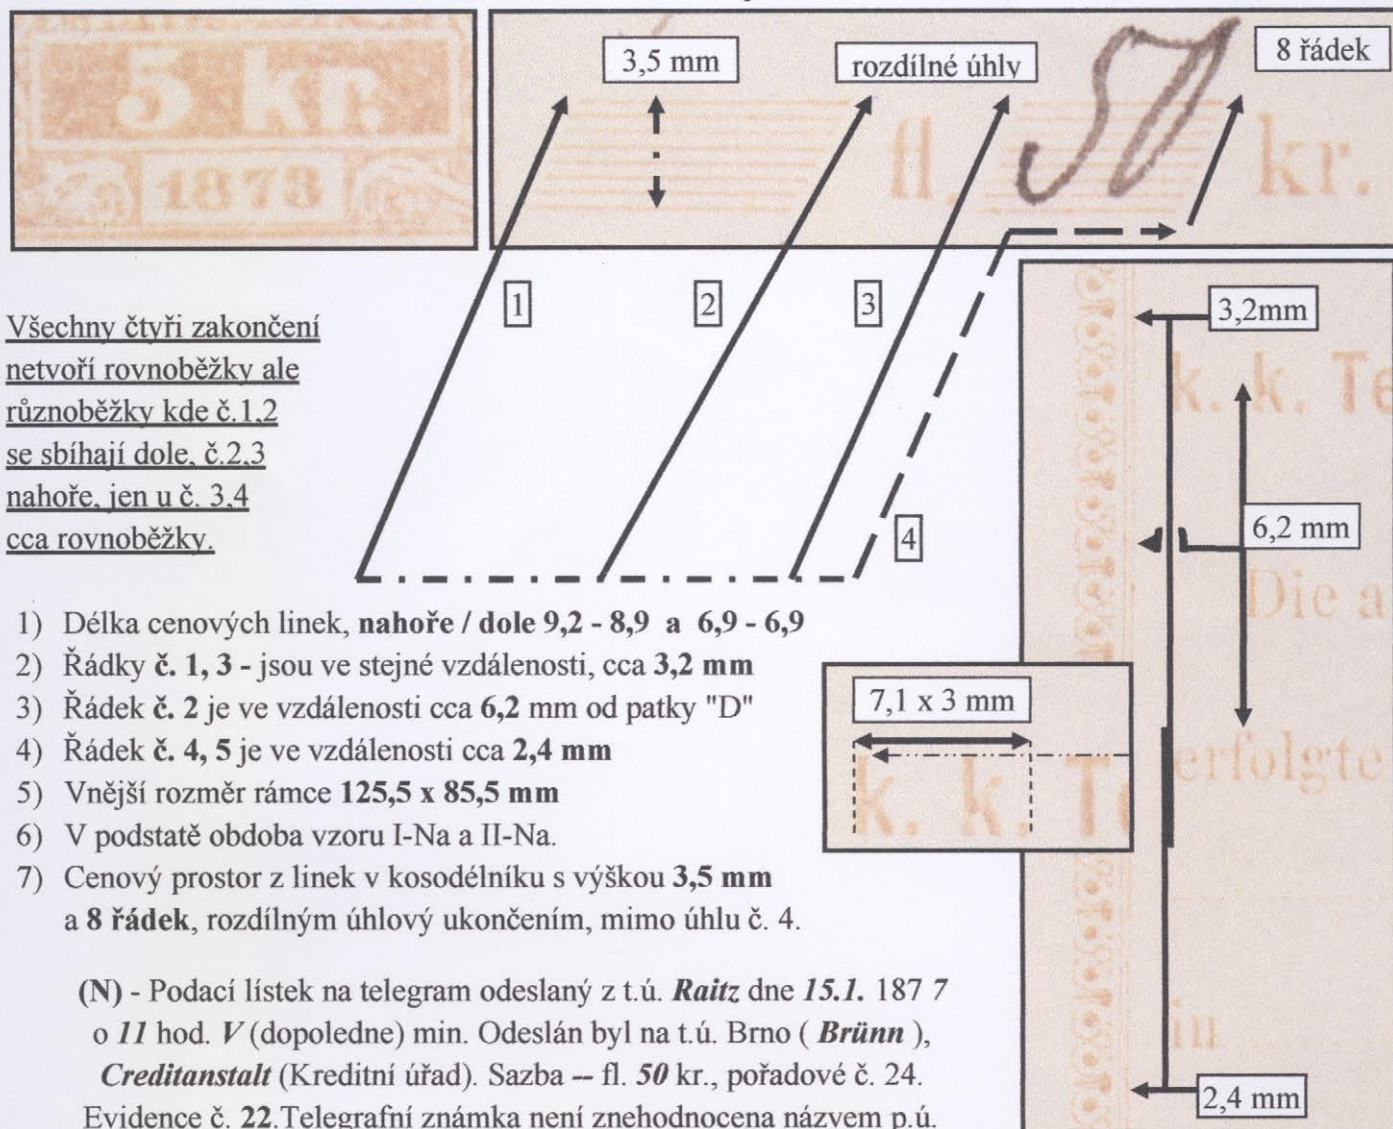 5 kr.
1873
3,5 mm
rozdílné úhly
8 řádek
fl. 50 kr.
1
2
3
4
Všechny čtyři zakončení
netvoří rovnoběžky ale
různoběžky kde č.1,2
se sbíhají dole, č.2,3
nahoře, jen u č. 3,4
cca rovnoběžky.
3,2mm
k. k. Te
6,2 mm
Die a
erfolgte
in
2,4 mm
1) Délka cenových linek, nahoře / dole 9,2 - 8,9 a 6,9 - 6,9
2) Řádky č. 1, 3 - jsou ve stejné vzdálenosti, cca 3,2 mm
3) Řádek č. 2 je ve vzdálenosti cca 6,2 mm od patky "D"
4) Řádek č. 4, 5 je ve vzdálenosti cca 2,4 mm
5) Vnější rozměr rámce 125,5 x 85,5 mm
6) V podstatě obdoba vzoru I-Na a II-Na.
7) Cenový prostor z linek v kosodélníku s výškou 3,5 mm
a 8 řádek, rozdílným úhlový ukončením, mimo úhlu č. 4.
7,1 x 3 mm
k. k. Te
(N) - Podací lístek na telegram odeslaný z t.ú. Raitz dne 15.1. 187 7
o 11 hod. V (dopoledne) min. Odeslán byl na t.ú. Brno ( Brünn ),
Creditanstalt (Kreditní úřad). Sazba -- fl. 50 kr., pořadové č. 24.
Evidence č. 22.Telegrafní známka není znehodnocena názvem p.ú.